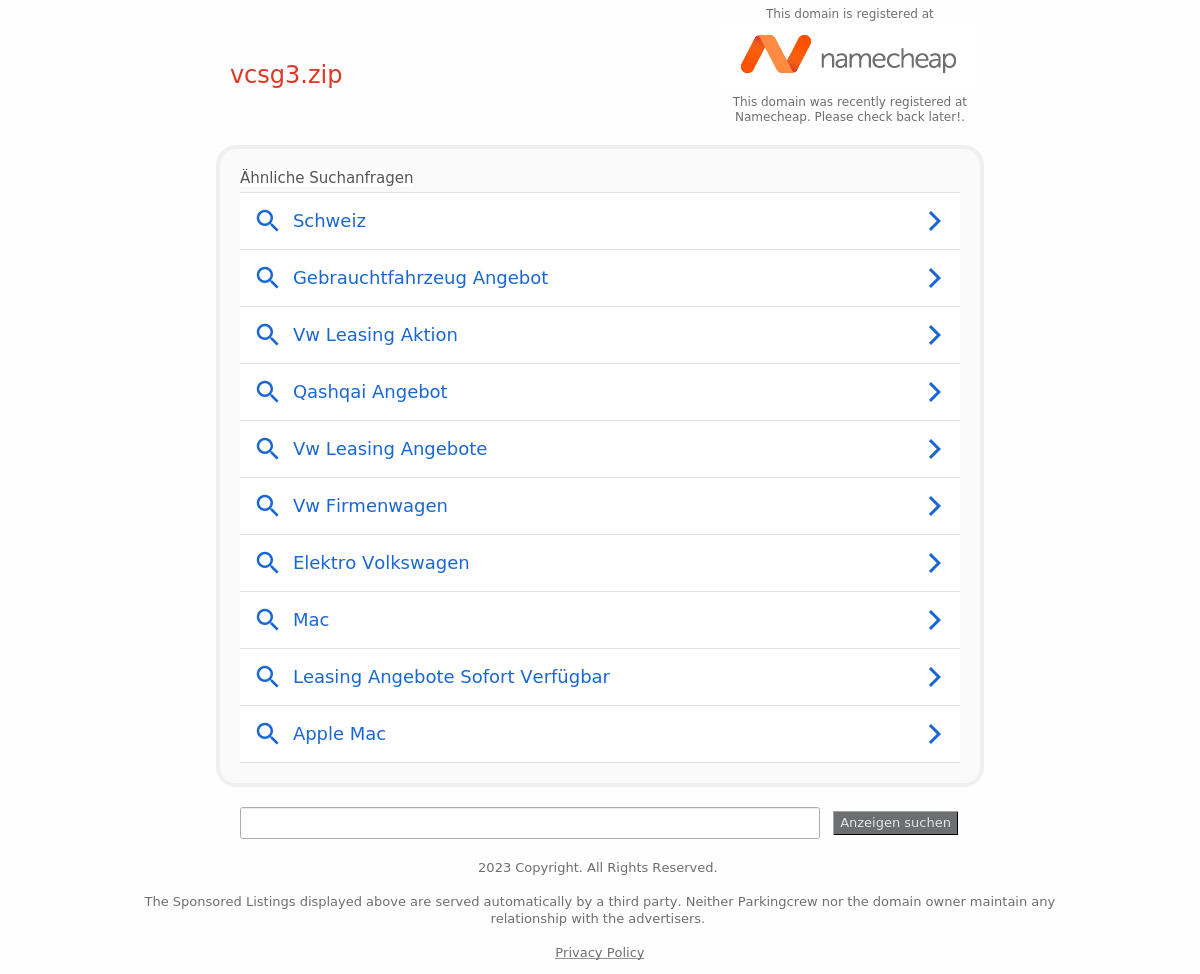 This domain is registered at
namecheap
vcsg3.zip
This domain was recently registered at
Namecheap. Please check back later!.
Ähnliche Suchanfragen
Schweiz
Gebrauchtfahrzeug Angebot
Vw Leasing Aktion
Qashqai Angebot
Vw Leasing Angebote
Vw Firmenwagen
Elektro Volkswagen
Mac
Leasing Angebote Sofort Verfügbar
Apple Mac
Anzeigen suchen
2023 Copyright. All Rights Reserved.
The Sponsored Listings displayed above are served automatically by a third party. Neither Parkingcrew nor the domain owner maintain any
relationship with the advertisers.
Privacy Policy